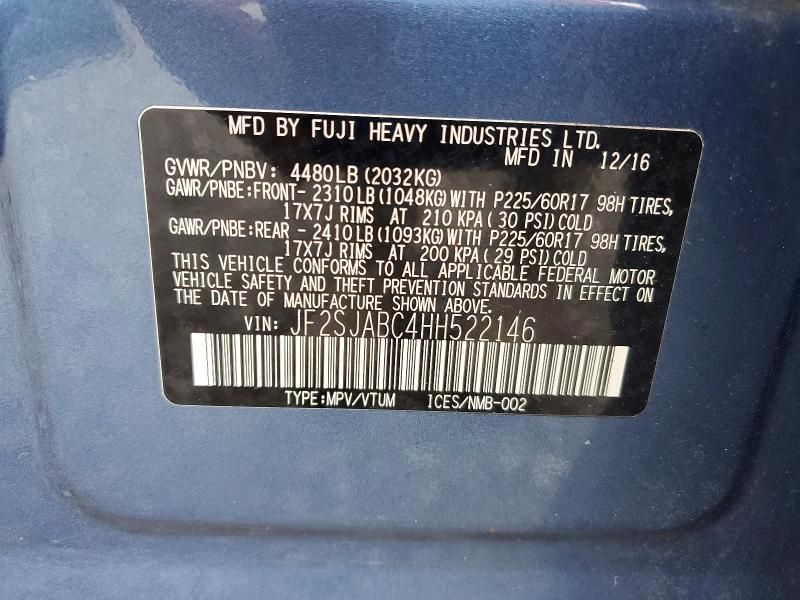 MFD BY FUJI HEAVY INDUSTRIES LTD.
MFD IN 12/16
GVWR/PNBV: 4480LB(2032KG)
GAWR/PNBE:FRONT- 2310LB(1048KG)WITH P225/60R17 98H TIRES,
17X7J RIMS AT 210 KPA(30 PSI)COLD
GAWR/PNBE:REAR - 2410LB(1093KG)WITH P225/60R17 98H TIRES,
17X7J RIMS AT 200 KPA(29 PSI)COLD
THIS VEHICLE CONFORMS TO ALL APPLICABLE FEDERAL MOTOR
VEHICLE SAFETY AND THEFT PREVENTION STANDARDS IN EFFECT ON
THE DATE OF MANUFACTURE SHOWN ABOVE.
VIN: JF2SJABC4HH522146
TYPE:MPV/VTUM ICES/NMB-002